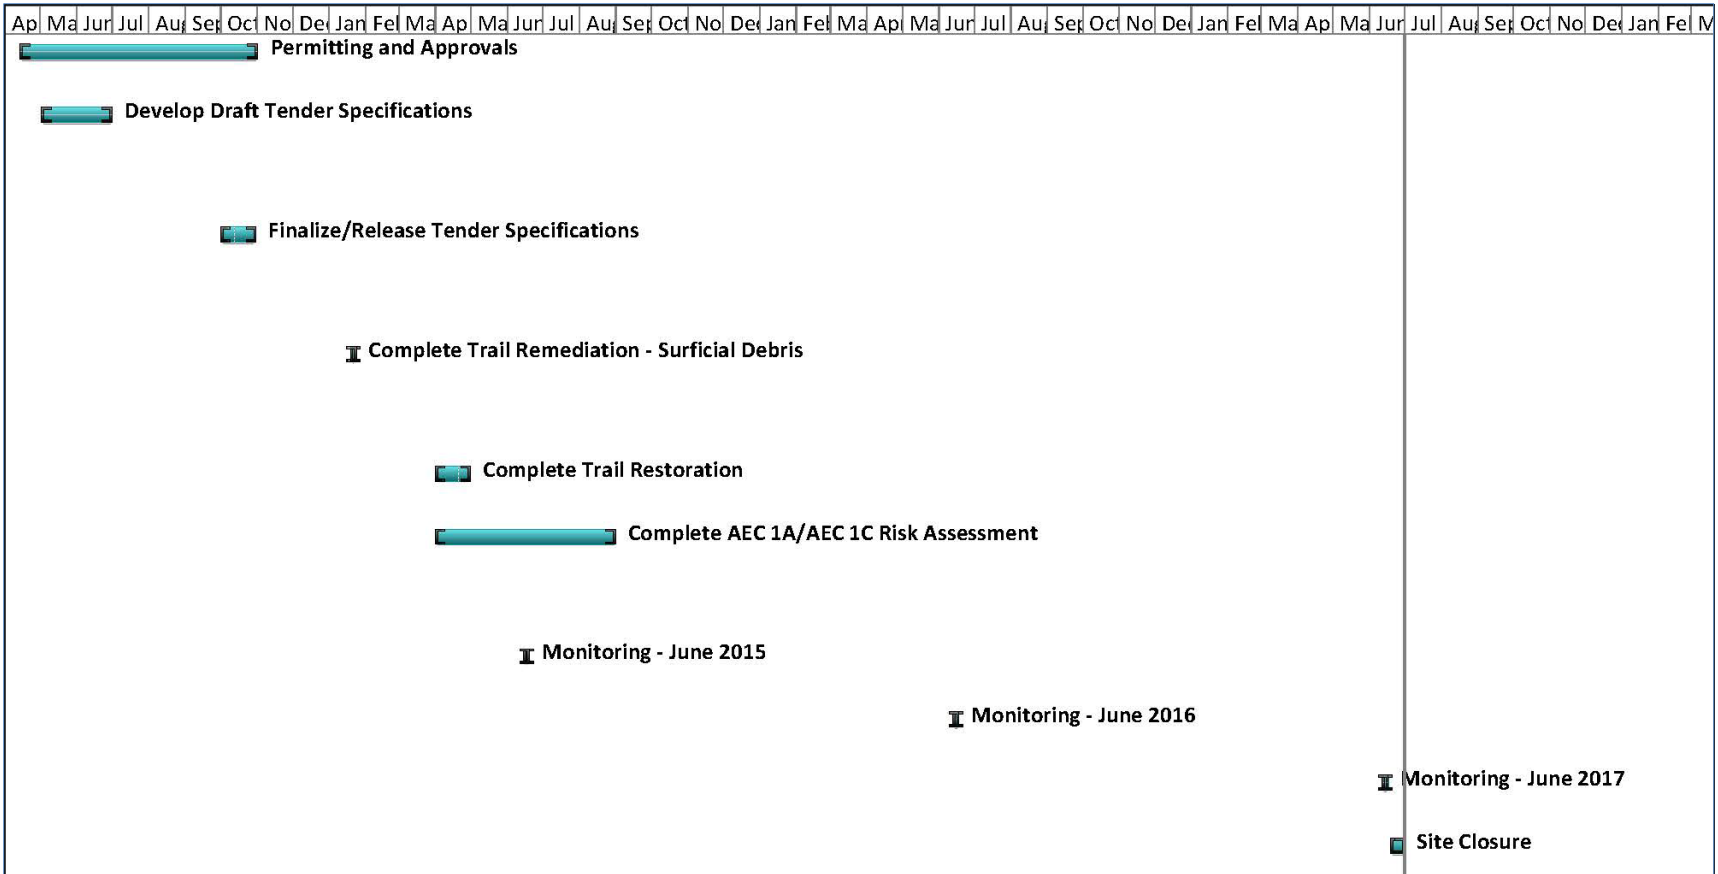 Ap Ma Jun Jul Aug Sep Oct No Dec Jan Fel Ma Ap Ma Jun Jul Aug Sep Oct No Dec Jan Feb Ma Apr Ma Jun Jul Aug Sep Oct No Dec Jan Fel Ma Ap Ma Jun Jul Aug Sep Oct No Dec Jan Fel M
Permitting and Approvals
Develop Draft Tender Specifications
Finalize/Release Tender Specifications
Complete Trail Remediation - Surficial Debris
Complete Trail Restoration
Complete AEC 1A/AEC 1C Risk Assessment
Monitoring - June 2015
Monitoring - June 2016
Monitoring - June 2017
Site Closure